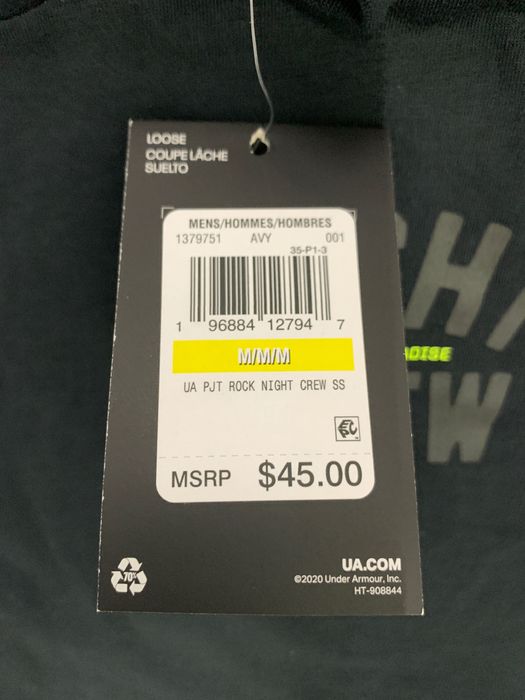 LOOSE
COUPE LÂCHE
SUELTO
MENS/HOMMES/HOMBRES
1379751 AVY 001
35-P1-3
1 96884 12794 7
M/M/M
UA PJT ROCK NIGHT CREW SS
MSRP $45.00
70%
UA.COM
©2020 Under Armour, Inc.
HT-908844